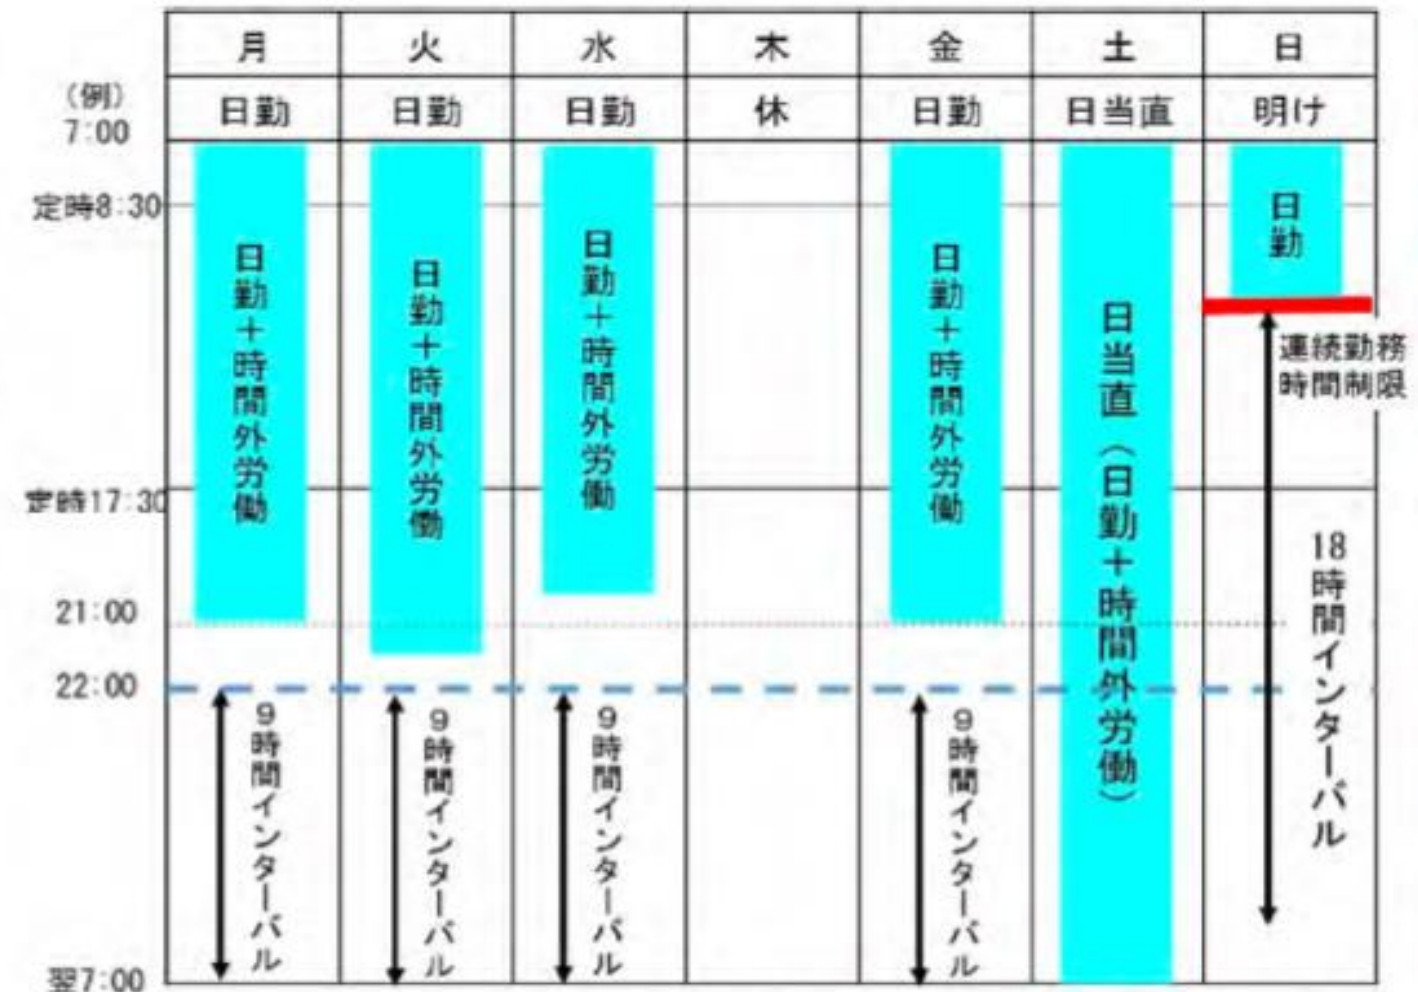 月 火 水 木 金 土 日
日勤 日勤 日勤 休 日勤 日当直 明け
(例)
7:00
定時8:30
定時17:30
21:00
22:00
翌7:00
日勤＋時間外労働
9時間インターバル
日勤＋時間外労働
9時間インターバル
日勤＋時間外労働
9時間インターバル
日勤＋時間外労働
9時間インターバル
日当直（日勤＋時間外労働）
日勤
連続勤務
時間制限
18時間インターバル